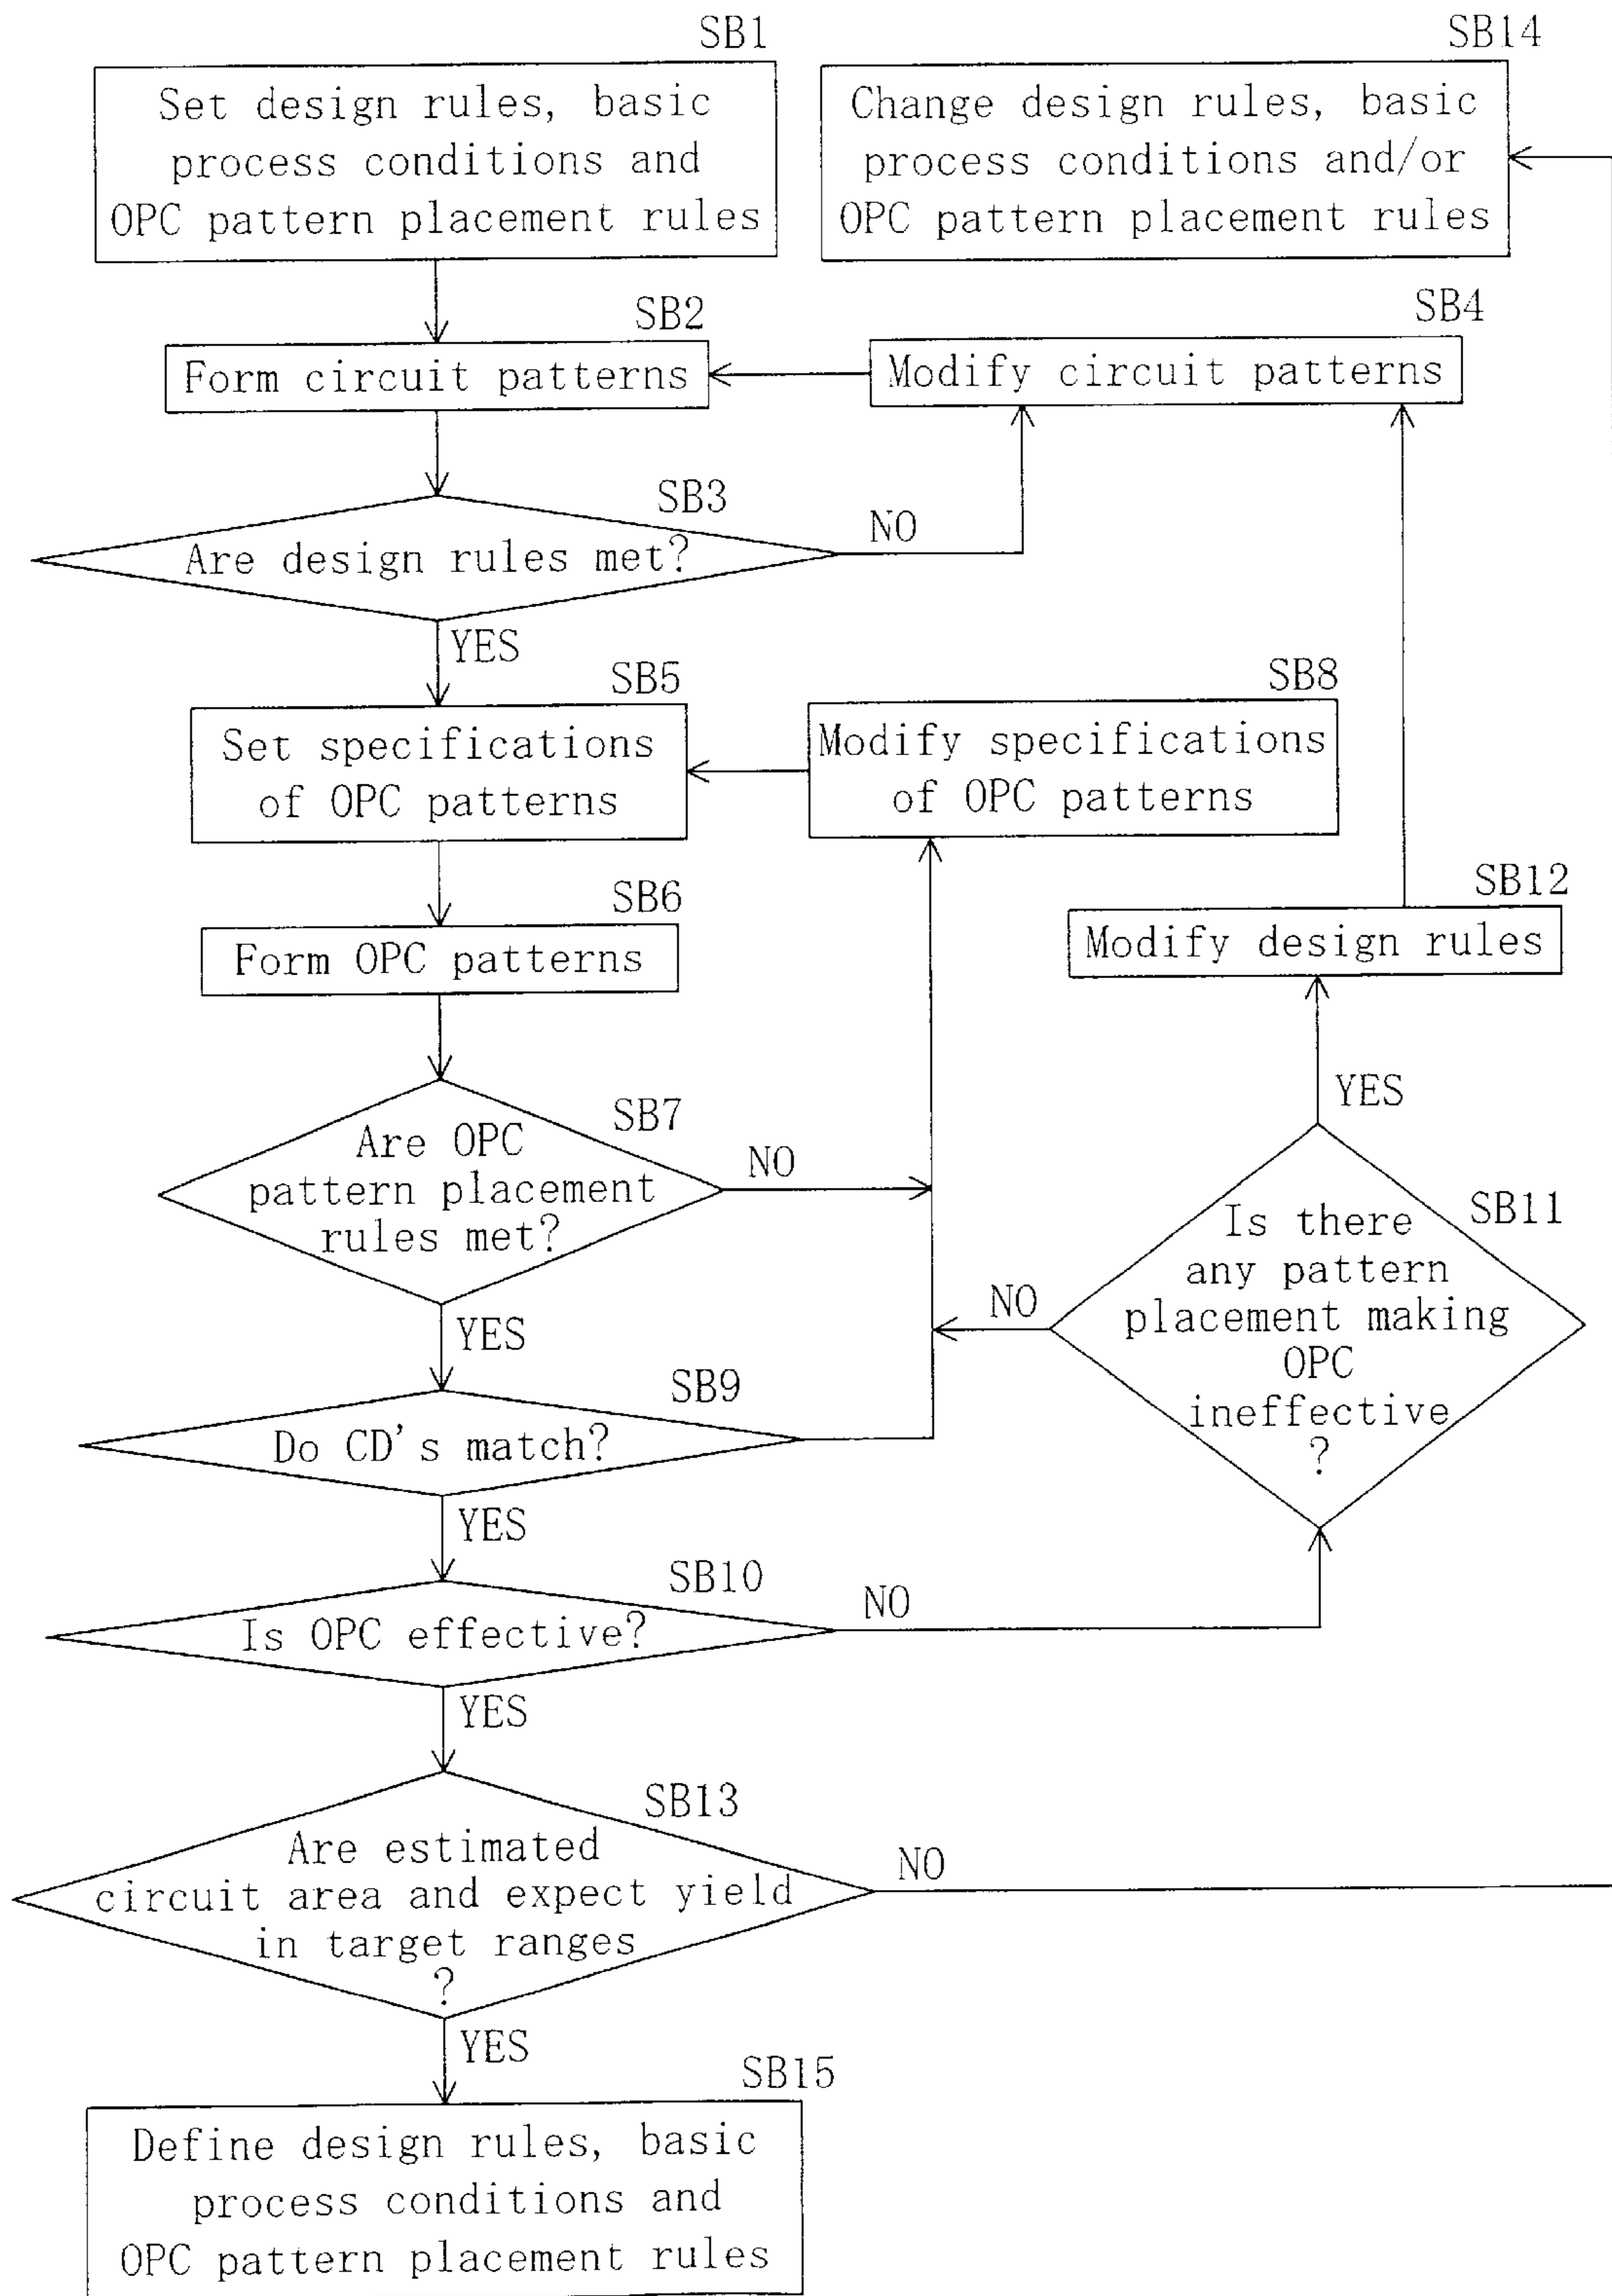 SB1
Set design rules, basic
process conditions and
OPC pattern placement rules
SB14
Change design rules, basic
process conditions and/or
OPC pattern placement rules
SB2
Form circuit patterns
SB4
Modify circuit patterns
SB3
Are design rules met?
NO
YES
SB5
Set specifications
of OPC patterns
SB8
Modify specifications
of OPC patterns
SB6
Form OPC patterns
SB12
Modify design rules
SB7
Are OPC
pattern placement
rules met?
NO
YES
YES
SB11
Is there
any pattern
placement making
OPC
ineffective
?
NO
SB9
Do CD's match?
YES
SB10
Is OPC effective?
NO
YES
SB13
Are estimated
circuit area and expect yield
in target ranges
?
NO
YES
SB15
Define design rules, basic
process conditions and
OPC pattern placement rules